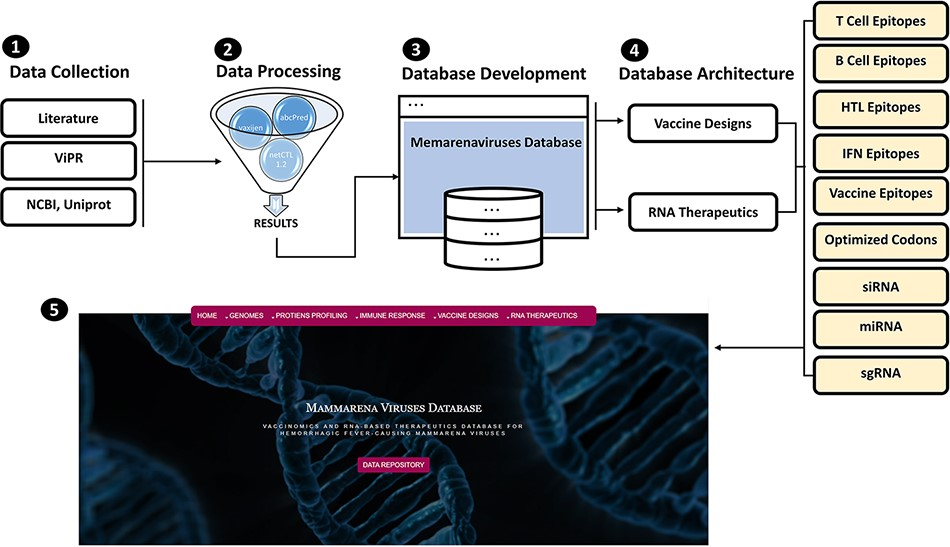 1
Data Collection
Literature
ViPR
NCBI, Uniprot
2
Data Processing
vaxijen
abcPred
netCTL
1.2
RESULTS
3
Database Development
...
Memarenaviruses Database
...
...
...
4
Database Architecture
Vaccine Designs
RNA Therapeutics
T Cell Epitopes
B Cell Epitopes
HTL Epitopes
IFN Epitopes
Vaccine Epitopes
Optimized Codons
siRNA
miRNA
sgRNA
5
HOME GENOMES PROTIENS PROFILING IMMUNE RESPONSE VACCINE DESIGNS RNA THERAPEUTICS
MAMMARENA VIRUSES DATABASE
VACCINOMICS AND RNA-BASED THERAPEUTICS DATABASE FOR
HEMORRHAGIC FEVER-CAUSING MAMMARENA VIRUSES
DATA REPOSITORY